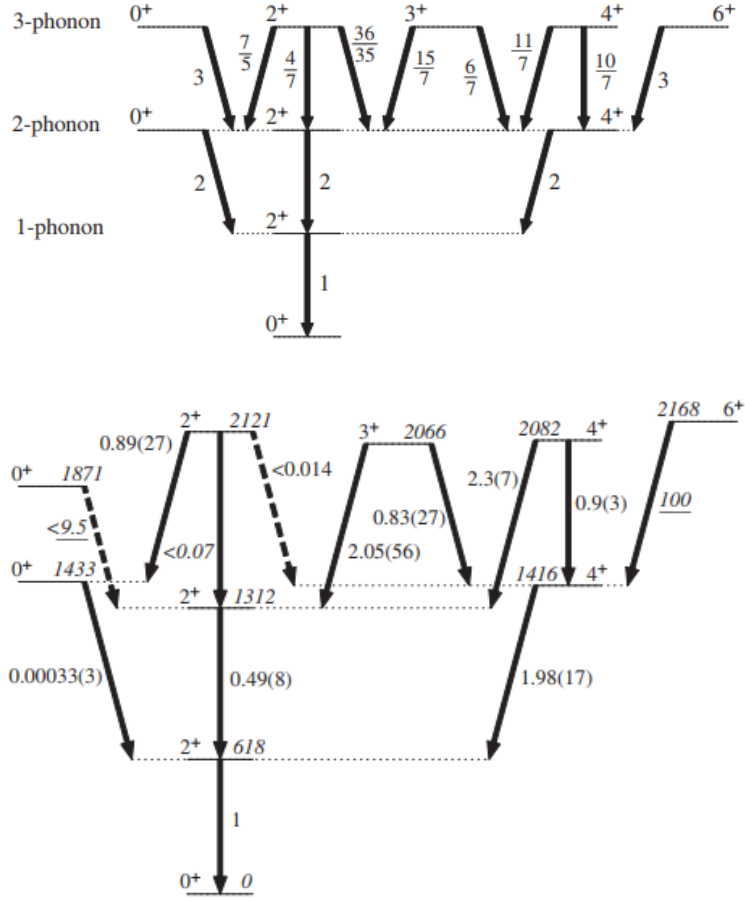 3-phonon 0+ 2+ 3+ 4+ 6+
3 7/5 4/7 36/35 15/7 6/7 11/7 10/7 3
2-phonon 0+ 2+ 4+
2 2 2
1-phonon 2+
1
0+
2168 6+
2+ 2121 3+ 2066 2082 4+
0.89(27) <0.014 2.3(7)
0+ 1871 0.83(27) 0.9(3) 100
<9.5 <0.07 2.05(56)
0+ 1433 1416 4+
2+ 1312
0.00033(3) 0.49(8) 1.98(17)
2+ 618
1
0+ 0